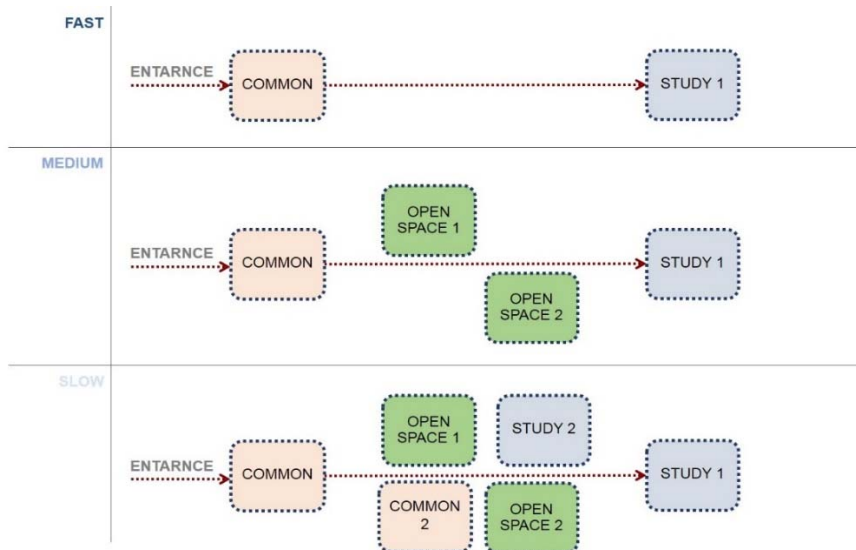 FAST
ENTARNCE
COMMON
STUDY 1
MEDIUM
OPEN
SPACE 1
ENTARNCE
COMMON
STUDY 1
OPEN
SPACE 2
SLOW
OPEN
SPACE 1
STUDY 2
ENTARNCE
COMMON
STUDY 1
COMMON
2
OPEN
SPACE 2